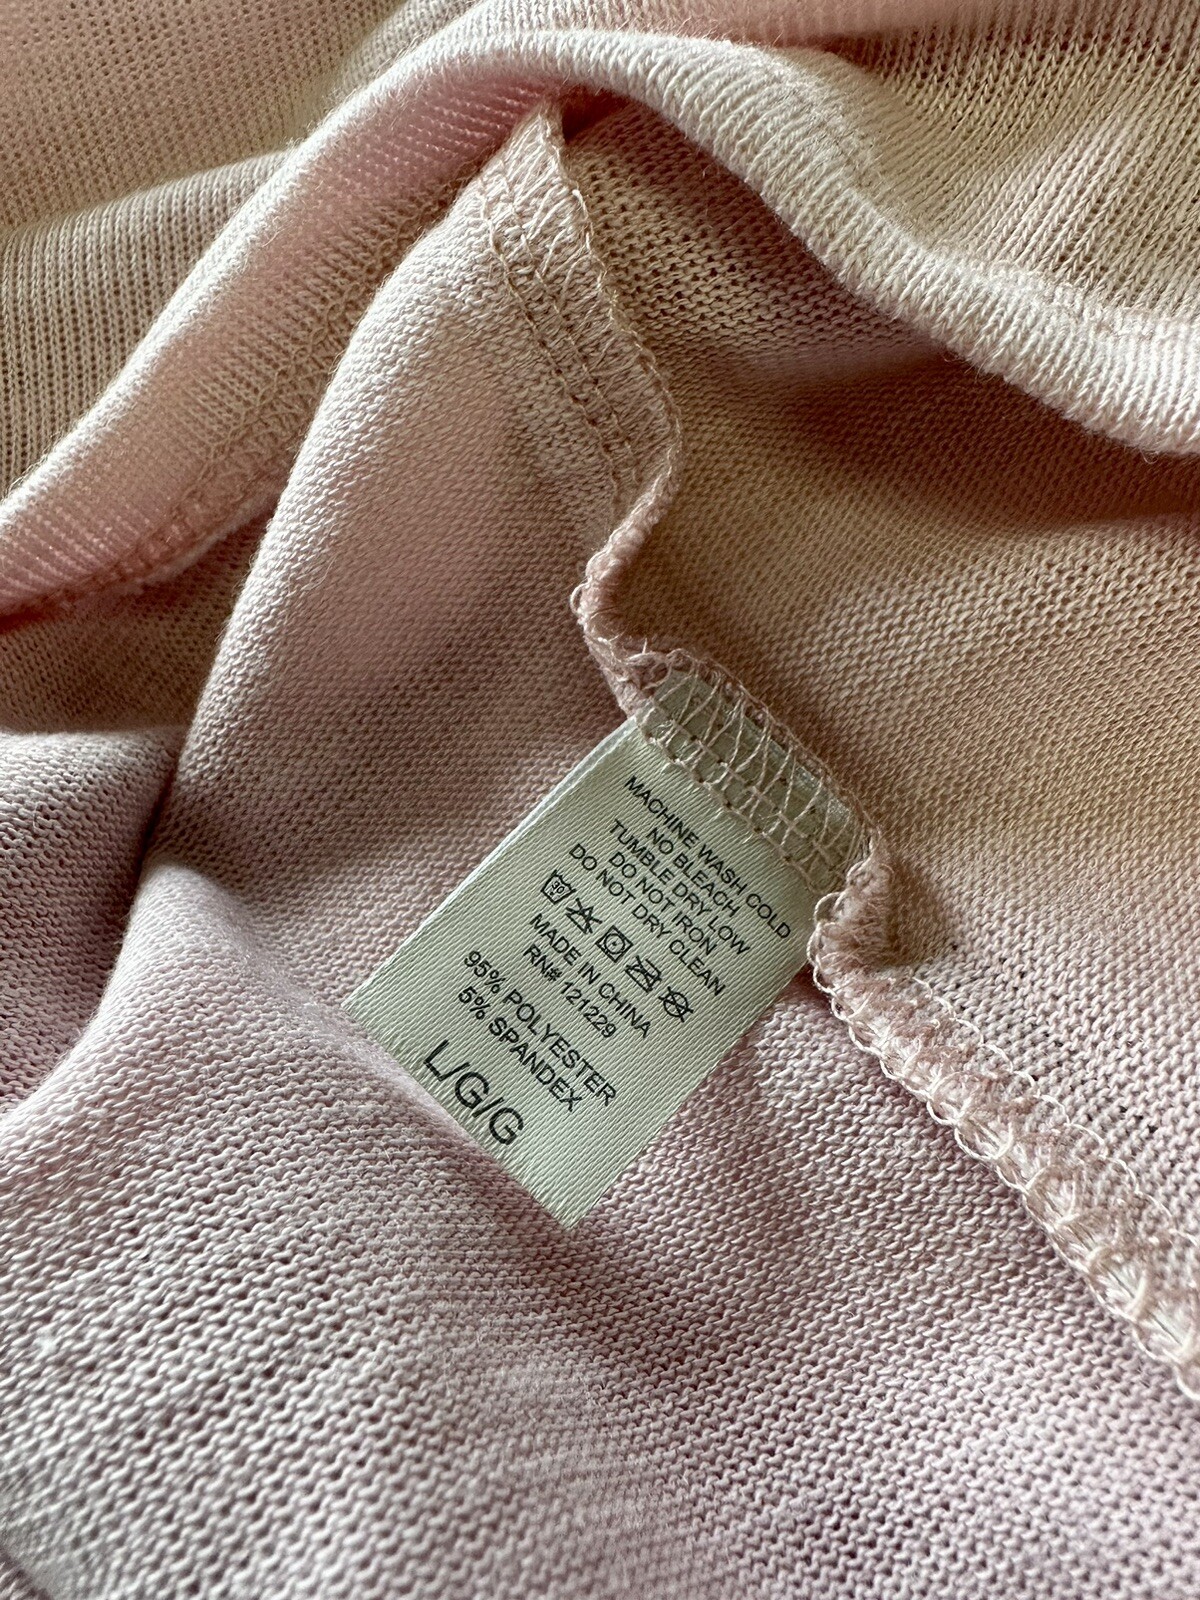 MACHINE WASH COLD
NO BLEACH
TUMBLE DRY LOW
DO NOT IRON
DO NOT DRY CLEAN
30
MADE IN CHINA
RN# 121229
95% POLYESTER
5% SPANDEX
L/G/G